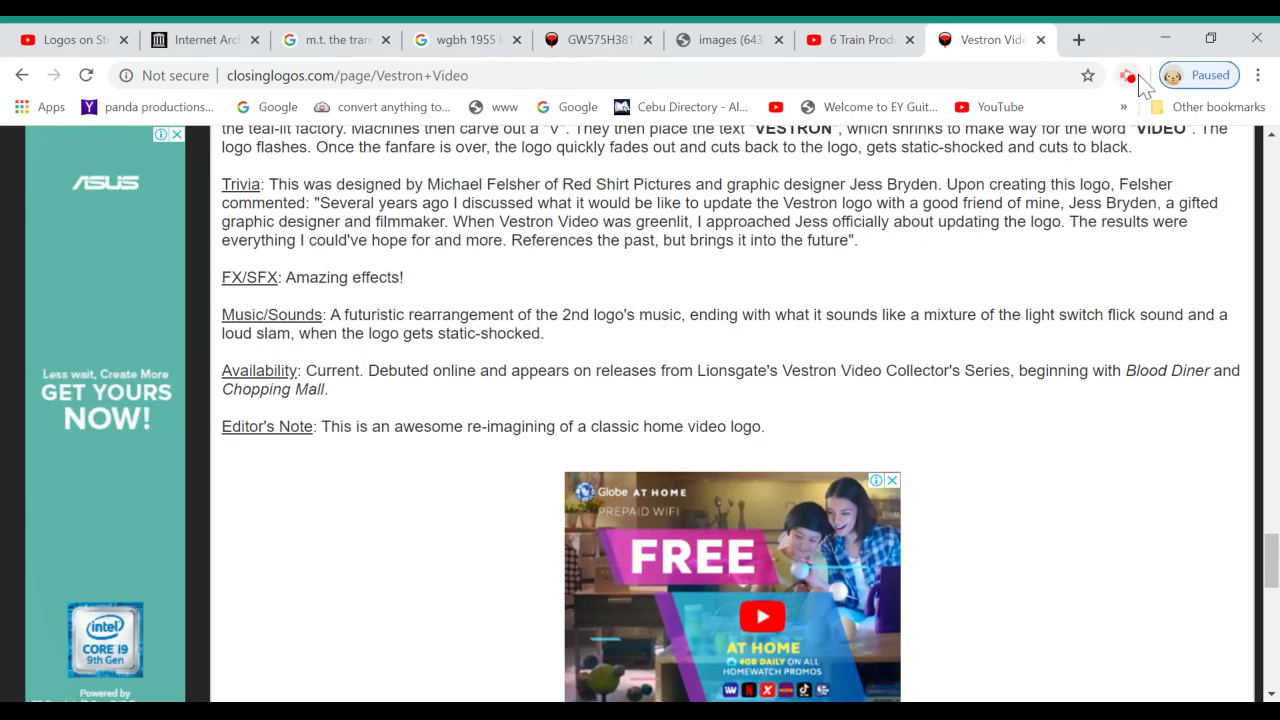 Logos on St
Internet Arc
m.t. the tran
wgbh 1955
GW575H381
images (643
6 Train Prod
Vestron Vide
Not secure
closinglogos.com/page/Vestron+Video
Paused
Apps
panda productions...
Google
convert anything to...
www
Google
Cebu Directory, Al...
Welcome to EY Guit...
YouTube
»
Other bookmarks
the teal-lit factory. Machines then carve out a "V". They then place the text "VESTRON", which shrinks to make way for the word "VIDEO". The
logo flashes. Once the fanfare is over, the logo quickly fades out and cuts back to the logo, gets static-shocked and cuts to black.
Trivia: This was designed by Michael Felsher of Red Shirt Pictures and graphic designer Jess Bryden. Upon creating this logo, Felsher
commented: "Several years ago I discussed what it would be like to update the Vestron logo with a good friend of mine, Jess Bryden, a gifted
graphic designer and filmmaker. When Vestron Video was greenlit, I approached Jess officially about updating the logo. The results were
everything I could've hope for and more. References the past, but brings it into the future".
FX/SFX: Amazing effects!
Music/Sounds: A futuristic rearrangement of the 2nd logo's music, ending with what it sounds like a mixture of the light switch flick sound and a
loud slam, when the logo gets static-shocked.
Availability: Current. Debuted online and appears on releases from Lionsgate's Vestron Video Collector's Series, beginning with Blood Diner and
Chopping Mall.
Editor's Note: This is an awesome re-imagining of a classic home video logo.
ASUS
Less wait, Create More
GET YOURS
NOW!
intel
CORE i9
9th Gen
Powered by
Globe AT HOME
PREPAID WIFI
FREE
AT HOME
4GB DAILY ON ALL
HOMEWATCH PROMOS